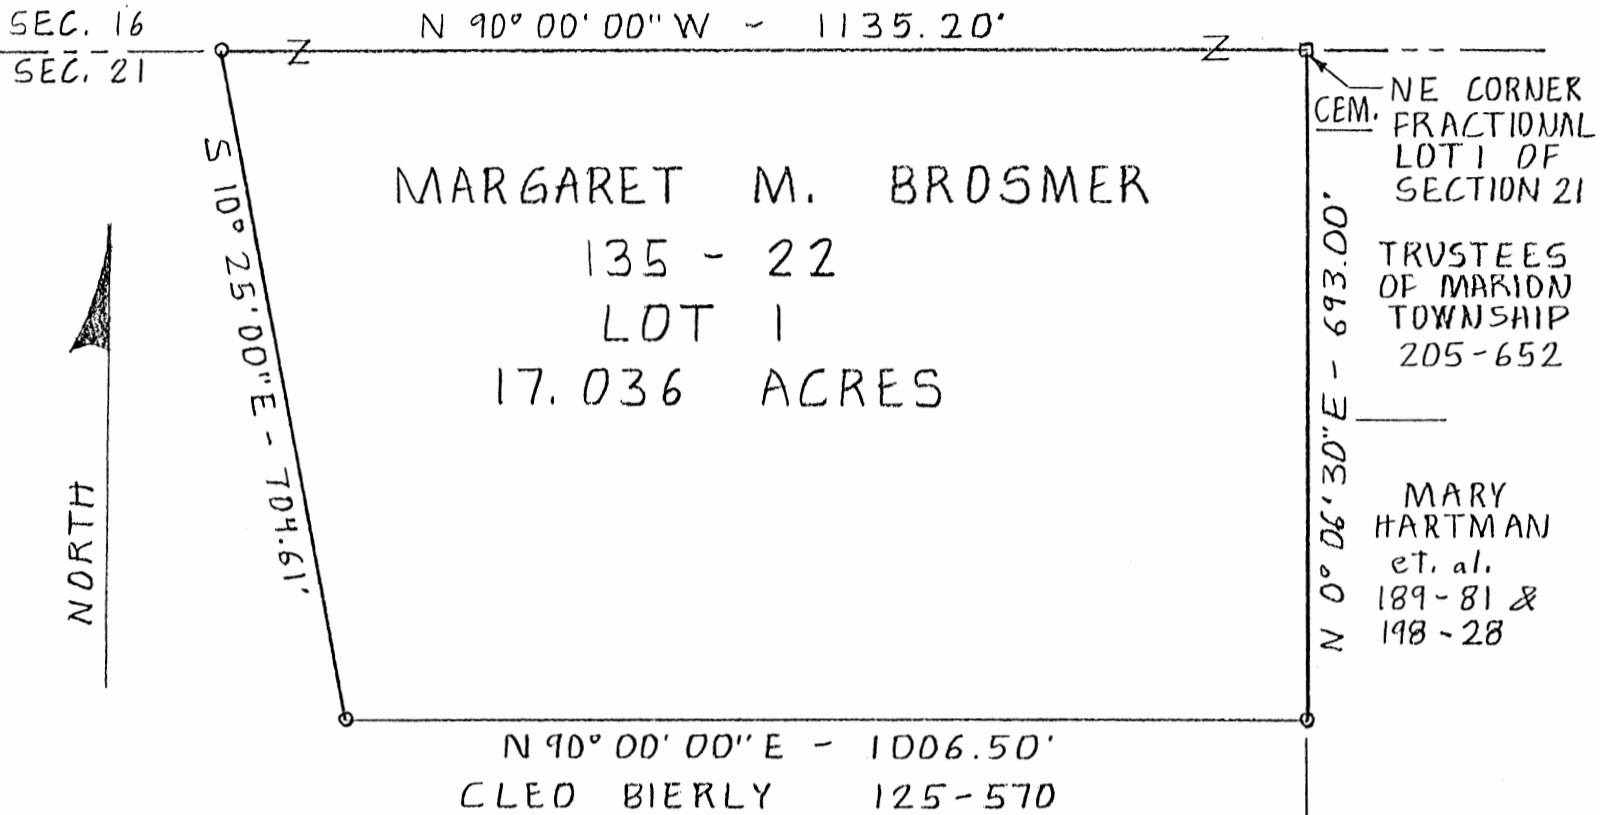 SEC. 16
SEC. 21
N 90° 00' 00" W - 1135.20'
CEM.
NE CORNER
FRACTIONAL
LOT 1 OF
SECTION 21
S 10° 25' 00" E - 704.61'
MARGARET M. BROSMER
135 - 22
LOT 1
17.036 ACRES
N 0° 06' 30" E - 693.00'
TRUSTEES
OF MARION
TOWNSHIP
205-652
MARY
HARTMAN
et. al.
189-81 &
198-28
NORTH
N 90° 00' 00" E - 1006.50'
CLEO BIERLY 125-570